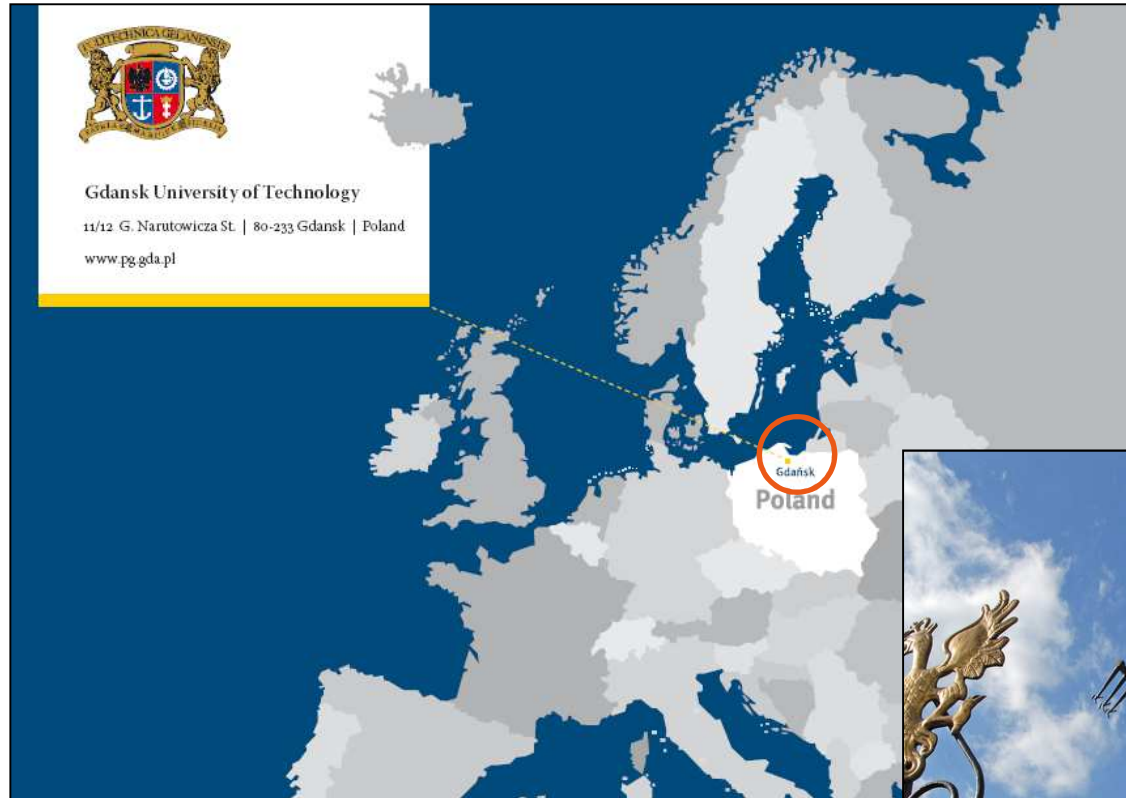 POLYTECHNICA GEDANENSIS
Gdansk University of Technology
11/12 G. Narutowicza St. | 80-233 Gdansk | Poland
www.pg.gda.pl
Gdańsk
Poland